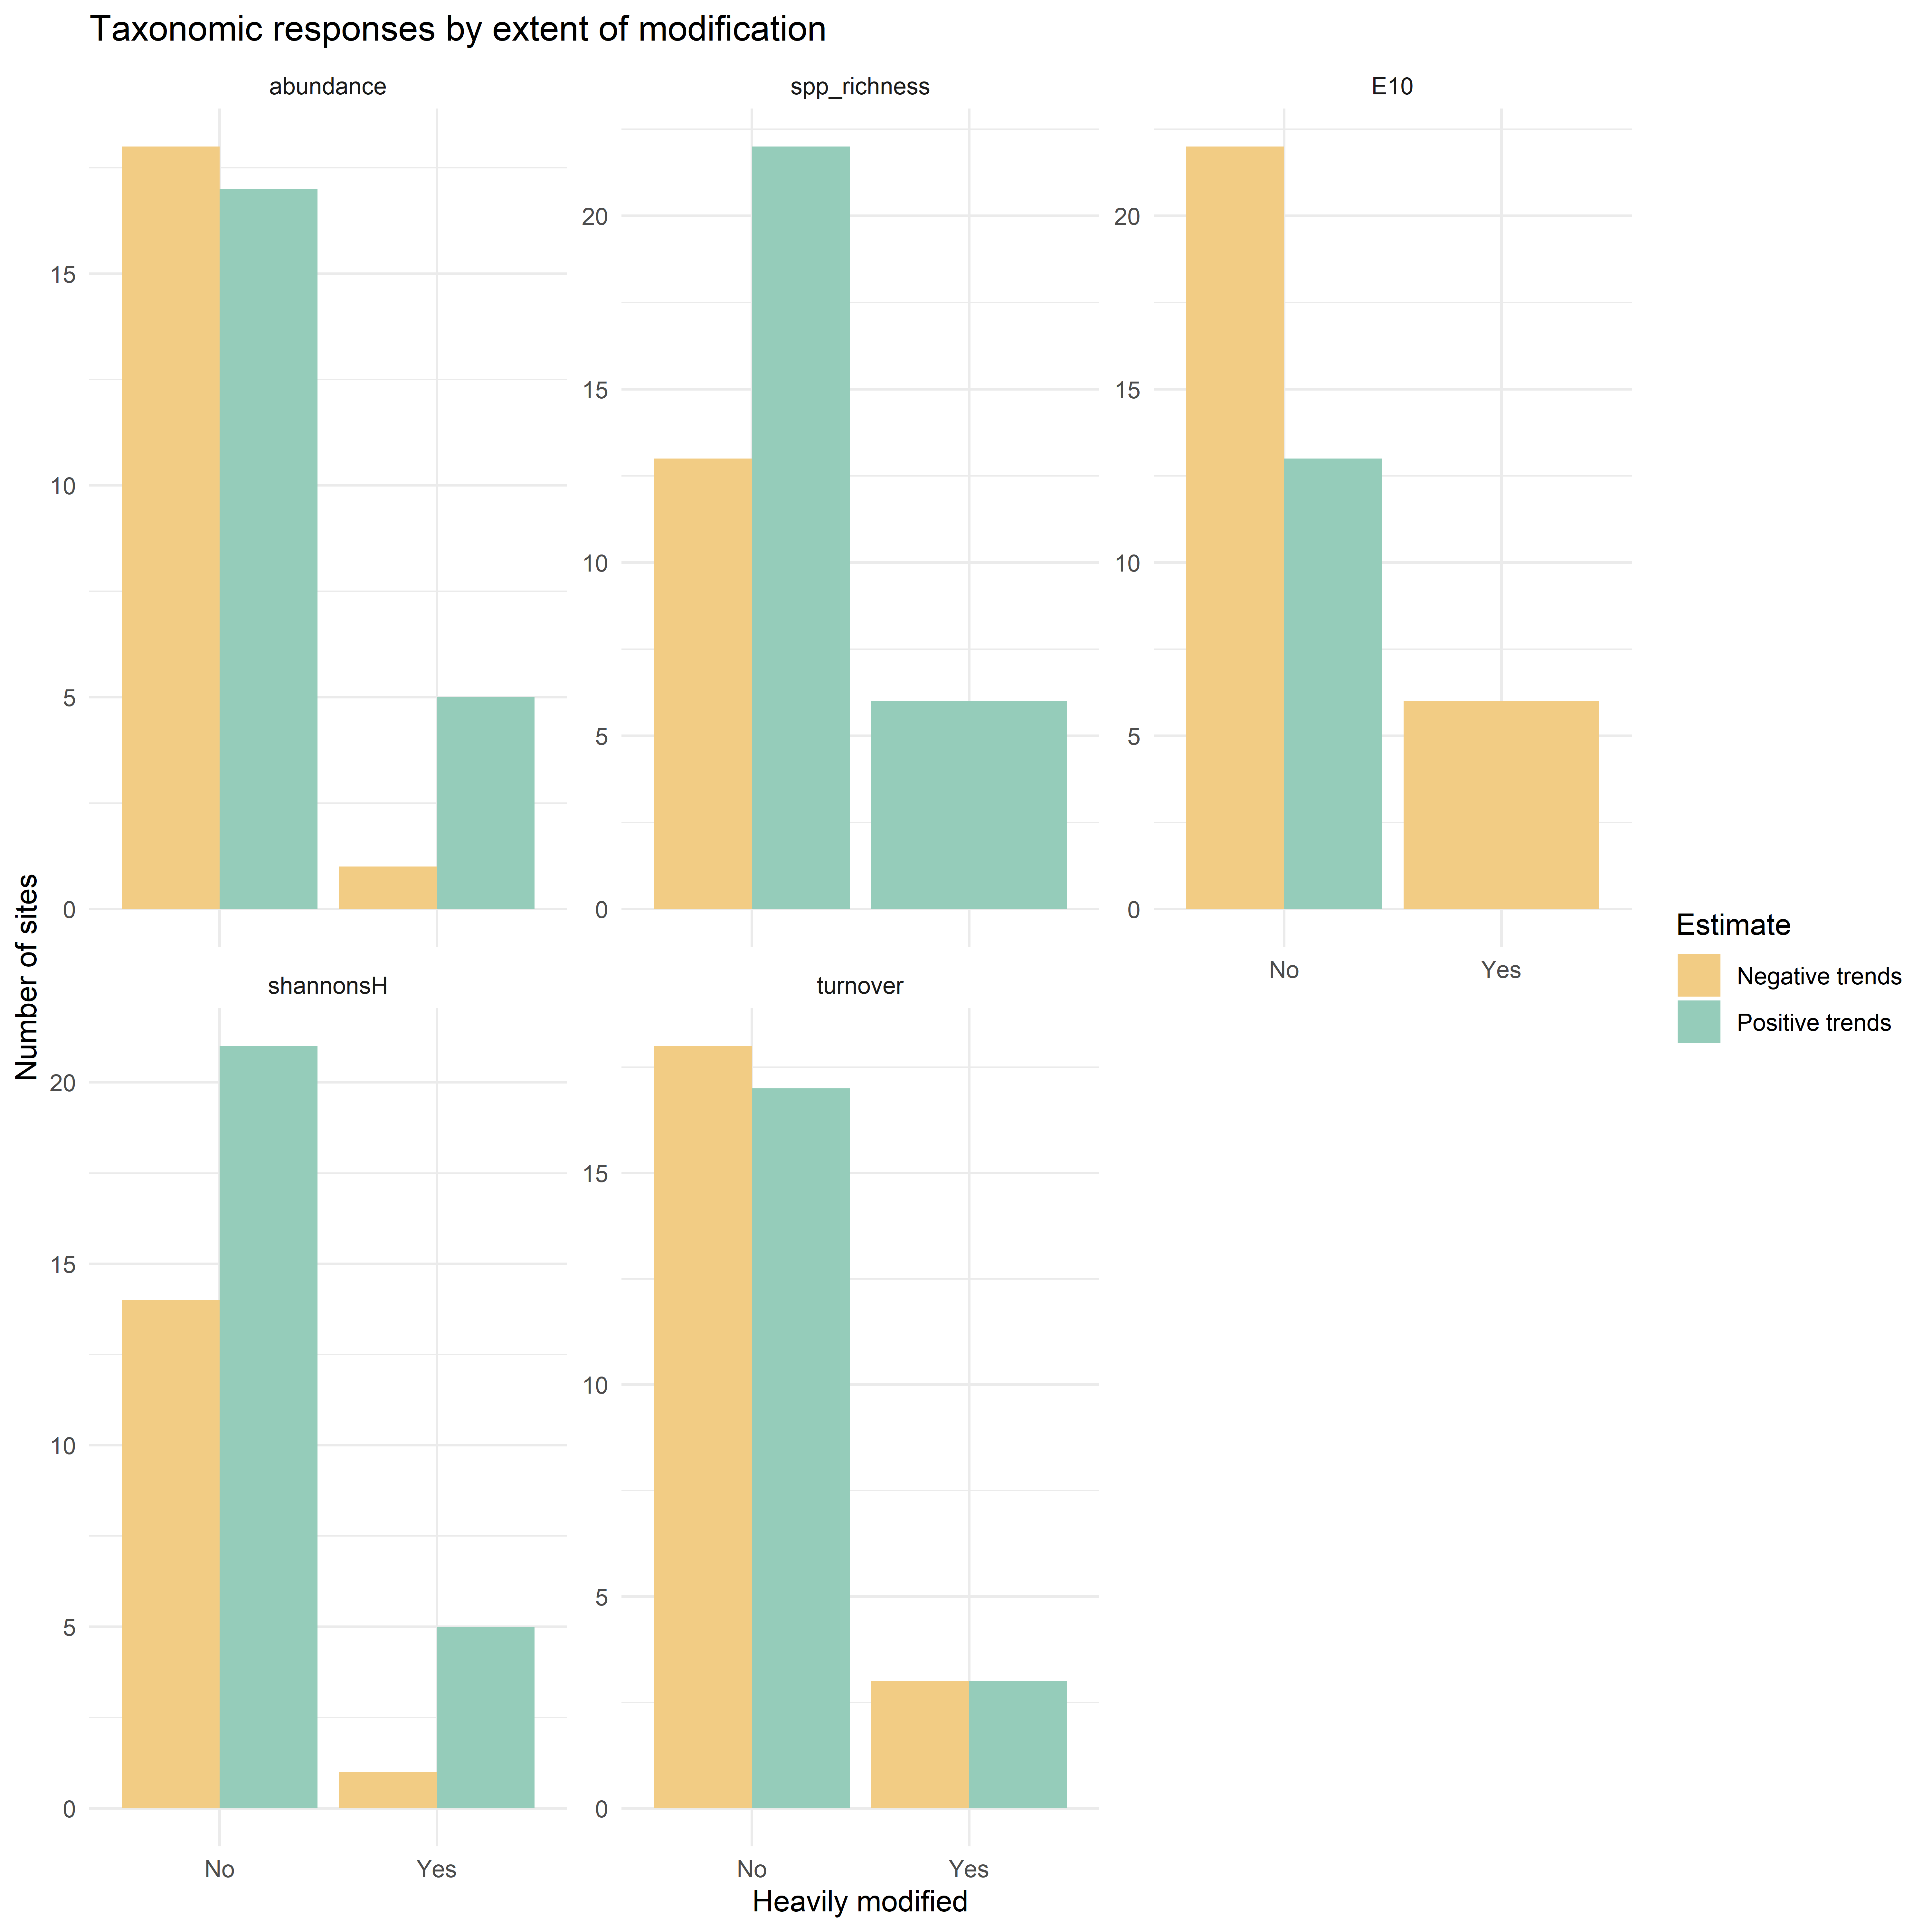 Taxonomic responses by extent of modification
abundance
spp_richness
E10
15
10
5
0
20
15
10
5
0
20
15
10
5
0
No
Yes
Number of sites
Estimate
Negative trends
Positive trends
shannonsH
turnover
20
15
10
5
0
15
10
5
0
No
Yes
No
Yes
Heavily modified